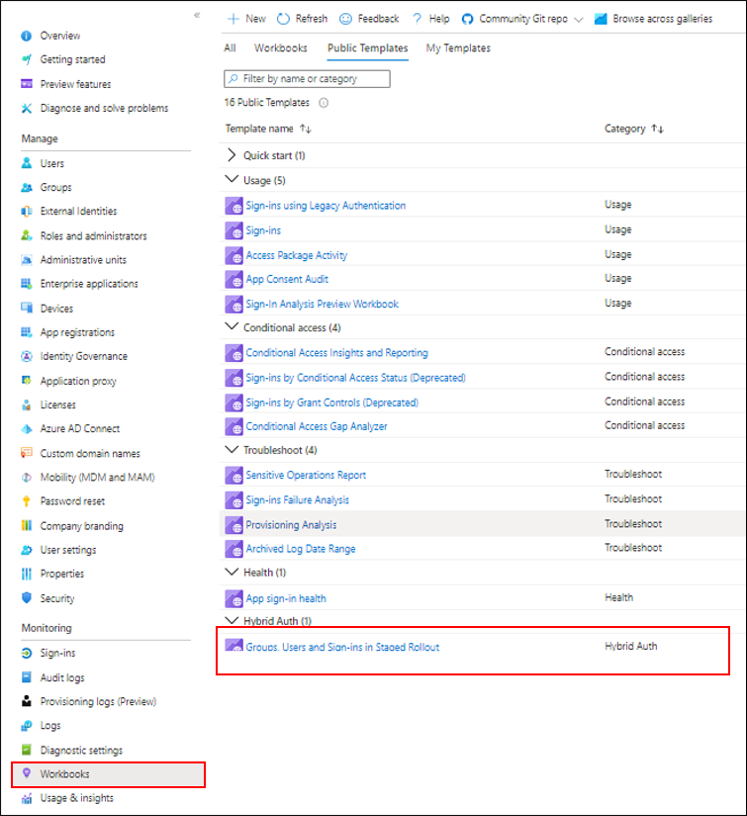 «
Overview
Getting started
Preview features
Diagnose and solve problems
Manage
Users
Groups
External Identities
Roles and administrators
Administrative units
Enterprise applications
Devices
App registrations
Identity Governance
Application proxy
Licenses
Azure AD Connect
Custom domain names
Mobility (MDM and MAM)
Password reset
Company branding
User settings
Properties
Security
Monitoring
Sign-ins
Audit logs
Provisioning logs (Preview)
Logs
Diagnostic settings
Workbooks
Usage & insights
New Refresh Feedback ? Help Community Git repo Browse across galleries
All Workbooks Public Templates My Templates
Filter by name or category
16 Public Templates
Template name ↑↓ Category ↑↓
Quick start (1)
Usage (5)
Sign-ins using Legacy Authentication Usage
Sign-ins Usage
Access Package Activity Usage
App Consent Audit Usage
Sign-In Analysis Preview Workbook Usage
Conditional access (4)
Conditional Access Insights and Reporting Conditional access
Sign-ins by Conditional Access Status (Deprecated) Conditional access
Sign-ins by Grant Controls (Deprecated) Conditional access
Conditional Access Gap Analyzer Conditional access
Troubleshoot (4)
Sensitive Operations Report Troubleshoot
Sign-ins Failure Analysis Troubleshoot
Provisioning Analysis Troubleshoot
Archived Log Date Range Troubleshoot
Health (1)
App sign-in health Health
Hybrid Auth (1)
Groups, Users and Sign-ins in Staged Rollout Hybrid Auth